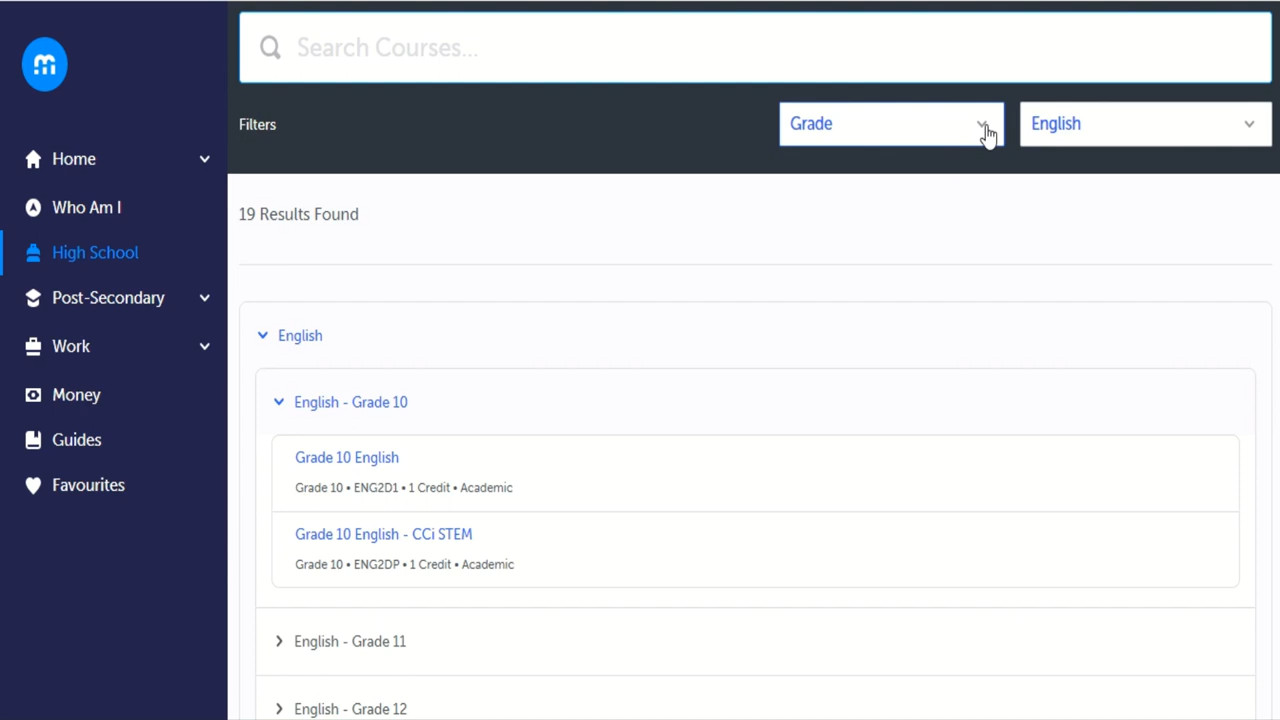 m
Search Courses...
Filters
Grade
English
Home
Who Am I
High School
Post-Secondary
Work
Money
Guides
Favourites
19 Results Found
English
English - Grade 10
Grade 10 English
Grade 10 • ENG2D1 • 1 Credit • Academic
Grade 10 English - CCi STEM
Grade 10 • ENG2DP • 1 Credit • Academic
English - Grade 11
English - Grade 12